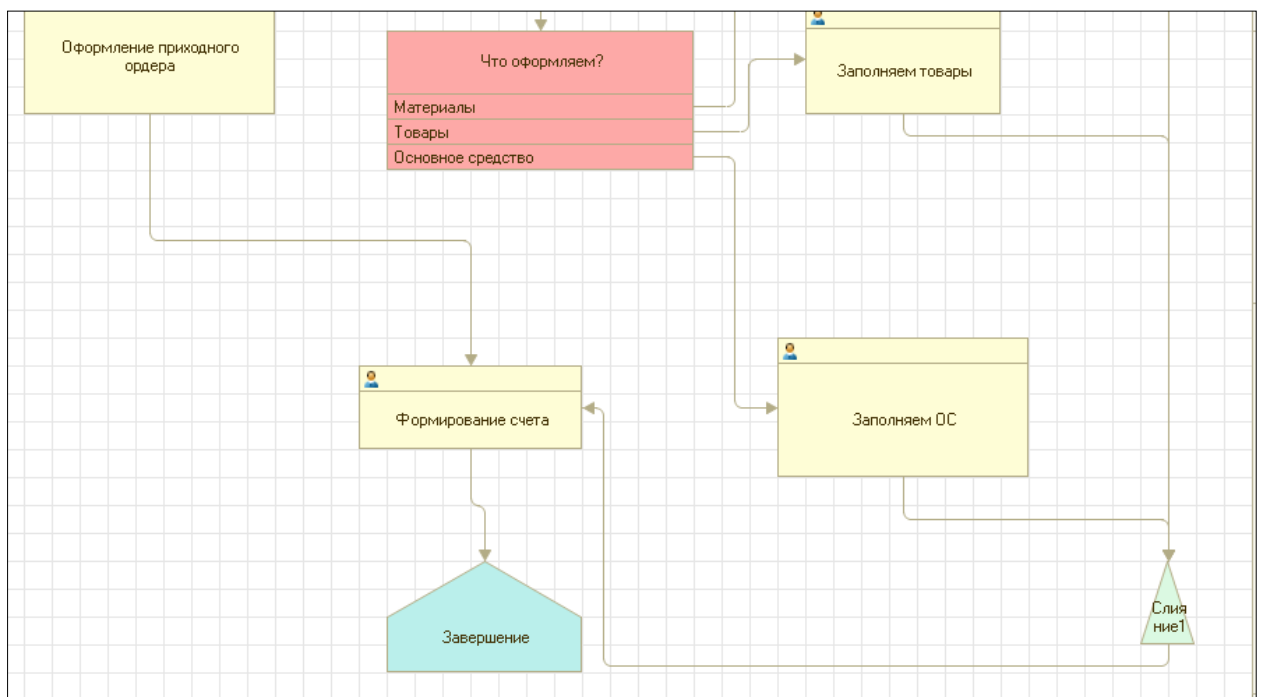 Оформление приходного
ордера
Что оформляем?
Материалы
Товары
Основное средство
Заполняем товары
Формирование счета
Заполняем ОС
Завершение
Слия
ние1